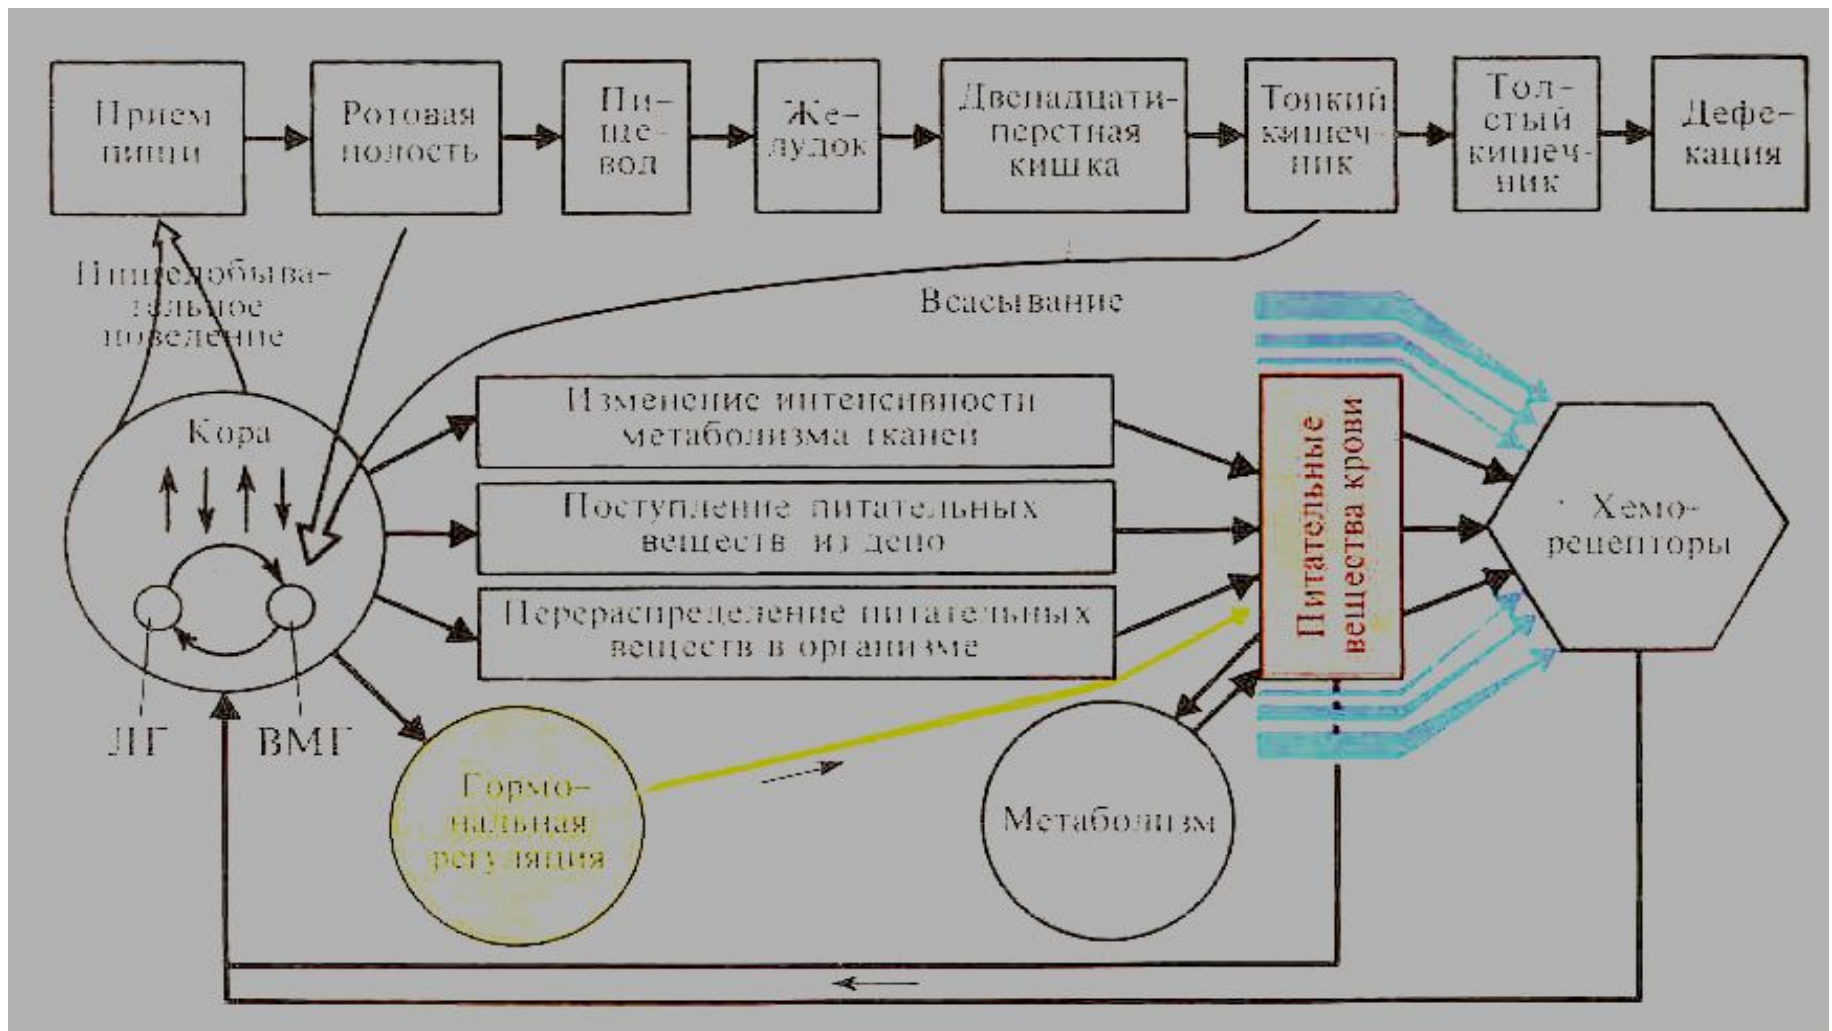 Прием
пищи
Ротовая
полость
Пи-
ще-
вод
Же-
лудок
Двенадцати-
перстная
кишка
Тонкий
кишеч-
ник
Тол-
стый
кишеч-
ник
Дефе-
кация
Пищедобыва-
тельное
поведение
Всасывание
Кора
Изменение интенсивности
метаболизма тканей
Поступление питательных
веществ из депо
Перераспределение питательных
веществ в организме
Питательные
вещества крови
Хемо-
рецепторы
ЛГ
ВМГ
Гормо-
нальная
регуляция
Метаболизм